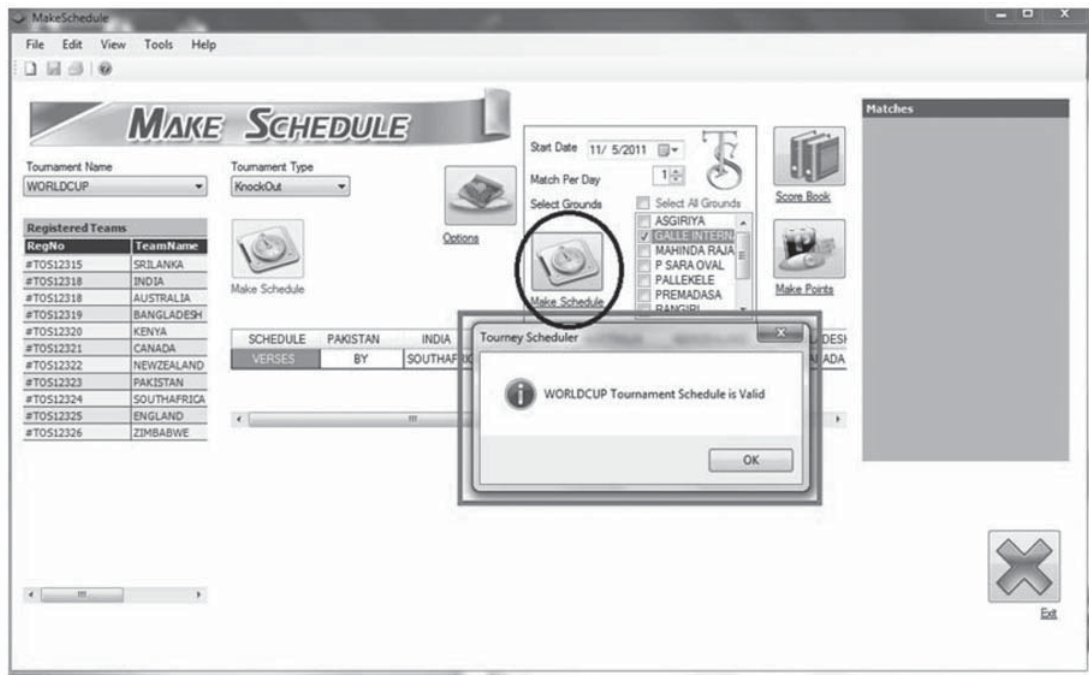 MakeSchedule
File Edit View Tools Help
MAKE SCHEDULE
Tournament Name
WORLDCUP
Tournament Type
KnockOut
Registered Teams
RegNo TeamName
#TOS12315 SRILANKA
#TOS12318 INDIA
#TOS12318 AUSTRALIA
#TOS12319 BANGLADESH
#TOS12320 KENYA
#TOS12321 CANADA
#TOS12322 NEWZEALAND
#TOS12323 PAKISTAN
#TOS12324 SOUTHAFRICA
#TOS12325 ENGLAND
#TOS12326 ZIMBABWE
Make Schedule
Options
Start Date 11/ 5/2011
Match Per Day 1
Select Grounds Select All Grounds
ASGIRIYA
GALLE INTERN
MAHINDA RAJA
P SARA OVAL
PALLEKELE
PREMADASA
RANGIRI
Make Schedule
TS
Score Book
Make Points
Matches
SCHEDULE PAKISTAN INDIA
VERSES BY SOUTHAF
Tourney Scheduler
WORLDCUP Tournament Schedule is Valid
OK
Exit